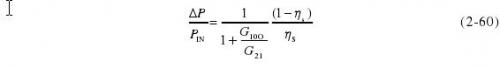 ΔP/P_IN = 1/(1 + G_10O/G_21) (1 − η_s)/η_S (2-60)